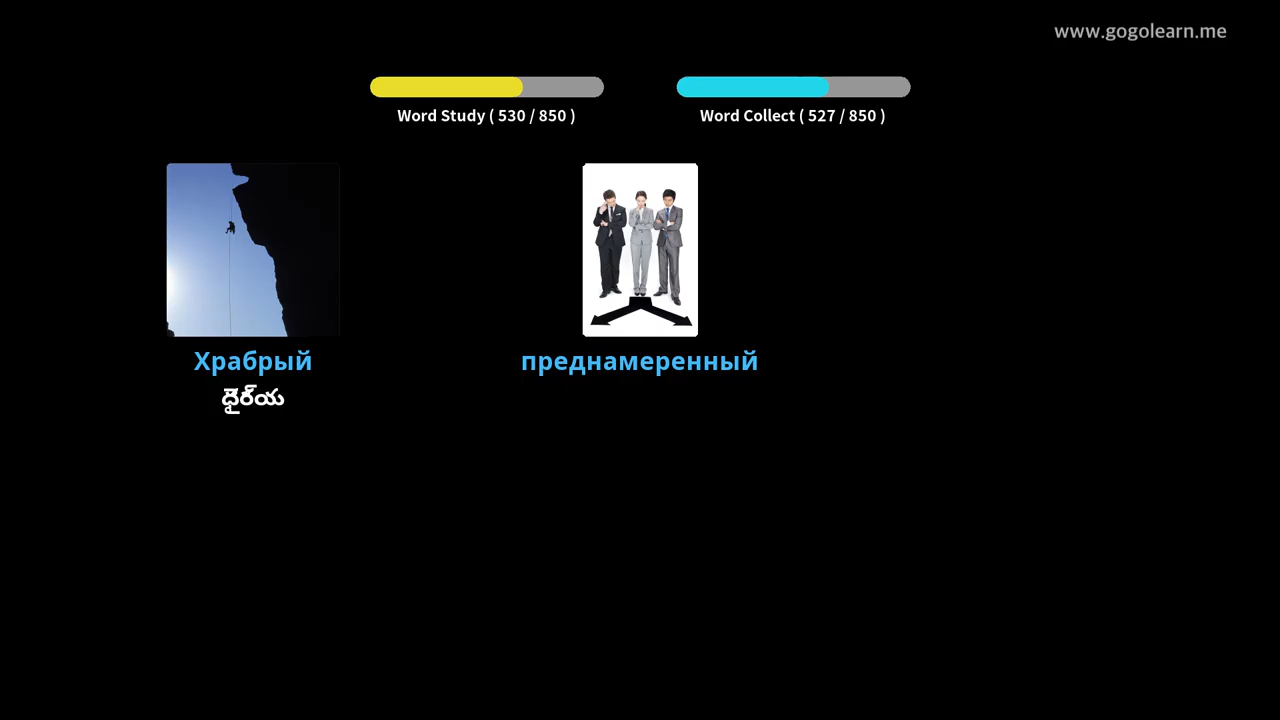 www.gogolearn.me
Word Study ( 530 / 850 )
Word Collect ( 527 / 850 )
Храбрый
преднамеренный
ధైర్య